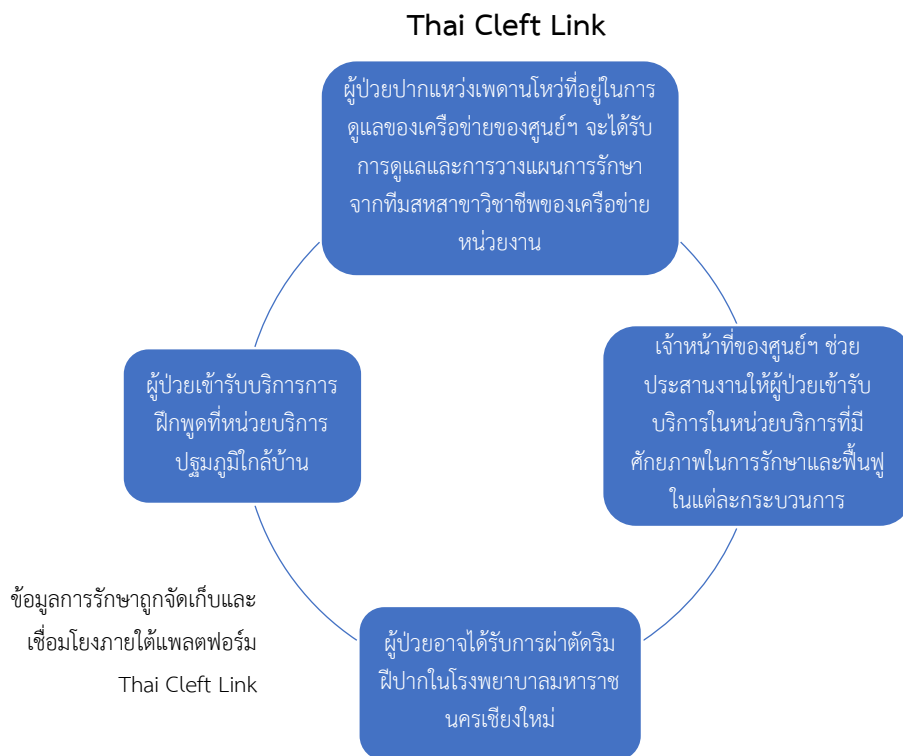 Thai Cleft Link
ผู้ป่วยปากแหว่งเพดานโหว่ที่อยู่ในการ
ดูแลของเครือข่ายของศูนย์ฯ จะได้รับ
การดูแลและการวางแผนการรักษา
จากทีมสหสาขาวิชาชีพของเครือข่าย
หน่วยงาน
เจ้าหน้าที่ของศูนย์ฯ ช่วย
ประสานงานให้ผู้ป่วยเข้ารับ
บริการในหน่วยบริการที่มี
ศักยภาพในการรักษาและฟื้นฟู
ในแต่ละกระบวนการ
ผู้ป่วยอาจได้รับการผ่าตัดริม
ฝีปากในโรงพยาบาลมหาราช
นครเชียงใหม่
ผู้ป่วยเข้ารับบริการการ
ฝึกพูดที่หน่วยบริการ
ปฐมภูมิใกล้บ้าน
ข้อมูลการรักษาถูกจัดเก็บและ
เชื่อมโยงภายใต้แพลตฟอร์ม
Thai Cleft Link